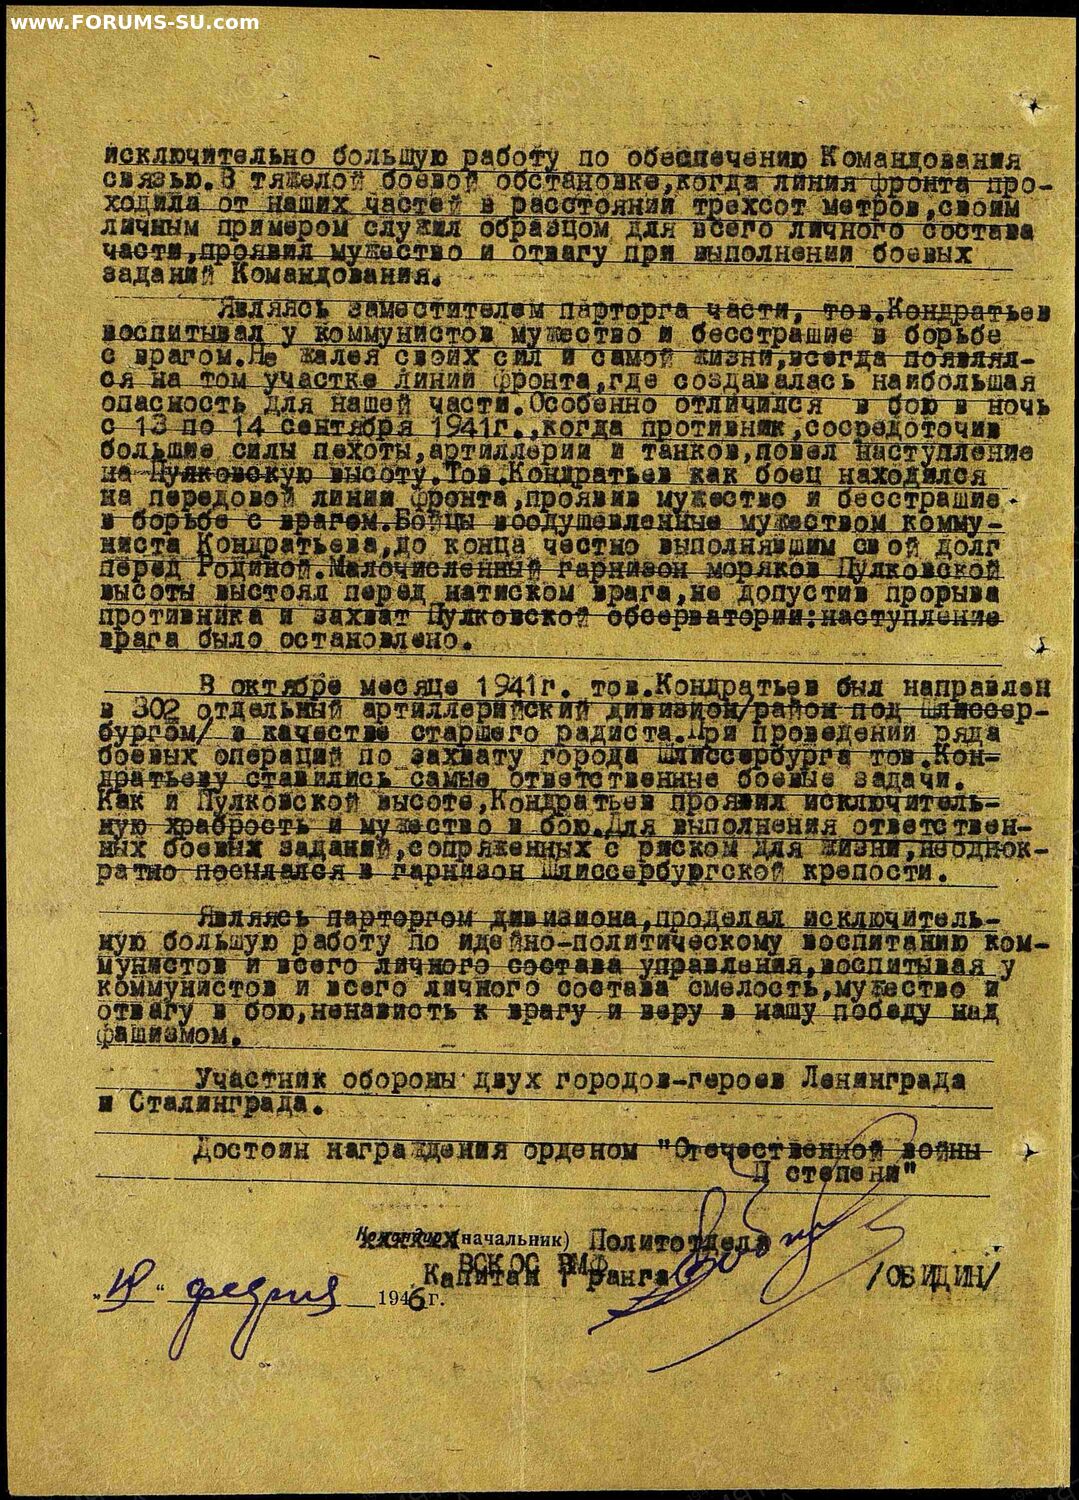 www.FORUMS-SU.com
исключительно большую работу по обеспечению Командования
связью.В тяжелой боевой обстановке,когда линия фронта про-
ходила от наших частей в расстоянии трехсот метров,своим
личным примером служил образцом для всего личного состава
части,проявил мужество и отвагу при выполнении боевых
заданий Командования.
Являясь заместителем парторга части, тов.Кондратьев
воспитывал у коммунистов мужество и бесстрашие в борьбе
с врагом.Не жалея своих сил и самой жизни,всегда появлял-
ся на том участке линии фронта,где создавалась наибольшая
опасность для нашей части.Особенно отличился в бою в ночь
с 13 по 14 сентября 1941г.,когда противник,сосредоточив
большие силы пехоты,артиллерии и танков,повел наступление
на Пулковскую высоту.Тов.Кондратьев как боец находился
на передовой линии фронта,проявив мужество и бесстрашие
в борьбе с врагом.Бойцы воодушевленные мужеством комму-
ниста Кондратьева,до конца честно выполнявшим свой долг
перед Родиной.Малочисленный гарнизон моряков Пулковской
высоты выстоял перед натиском врага,не допустив прорыва
противника и захват Пулковской обсерватории:наступление
врага было остановлено.
В октябре месяце 1941г. тов.Кондратьев был направлен
в 302 отдельный артиллерийский дивизион/район под Шлиссер-
бургом/ в качестве старшего радиста.При проведении ряда
боевых операций по захвату города Шлиссербурга тов.Кон-
дратьеву ставились самые ответственные боевые задачи.
Как и Пулковской высоте,Кондратьев проявил исключитель-
ную храбрость и мужество в бою.Для выполнения ответствен-
ных боевых заданий,сопряженных с риском для жизни,неоднок-
ратно посылался в гарнизон Шлиссербургской крепости.
Являясь парторгом дивизиона,проделал исключитель-
ную большую работу по идейно-политическому воспитанию ком-
мунистов и всего личного состава управления,воспитывая у
коммунистов и всего личного состава смелость,мужество и
отвагу в бою,ненависть к врагу и веру в нашу победу над
фашизмом.
Участник обороны двух городов-героев Ленинграда
и Сталинграда.
Достоин награждения орденом "Отечественной войны
II степени"
Командир (начальник) Политотдела
ВСК ОС ВМФ
Капитан 1 ранга /ОБИДИН/
" " февраля 1946 г.